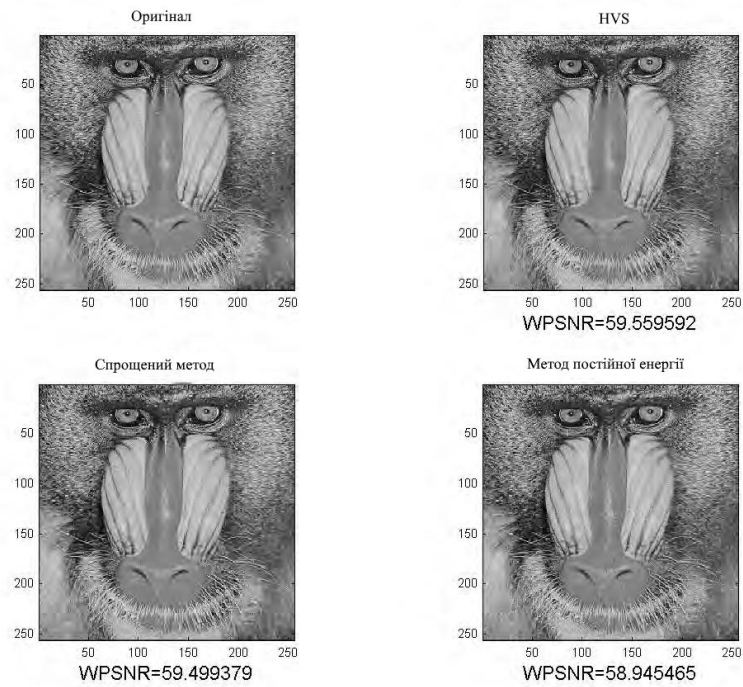 Оригінал
50
100
150
200
250
50 100 150 200 250
HVS
50
100
150
200
250
50 100 150 200 250
WPSNR=59.559592
Спрощений метод
50
100
150
200
250
50 100 150 200 250
WPSNR=59.499379
Метод постійної енергії
50
100
150
200
250
50 100 150 200 250
WPSNR=58.945465